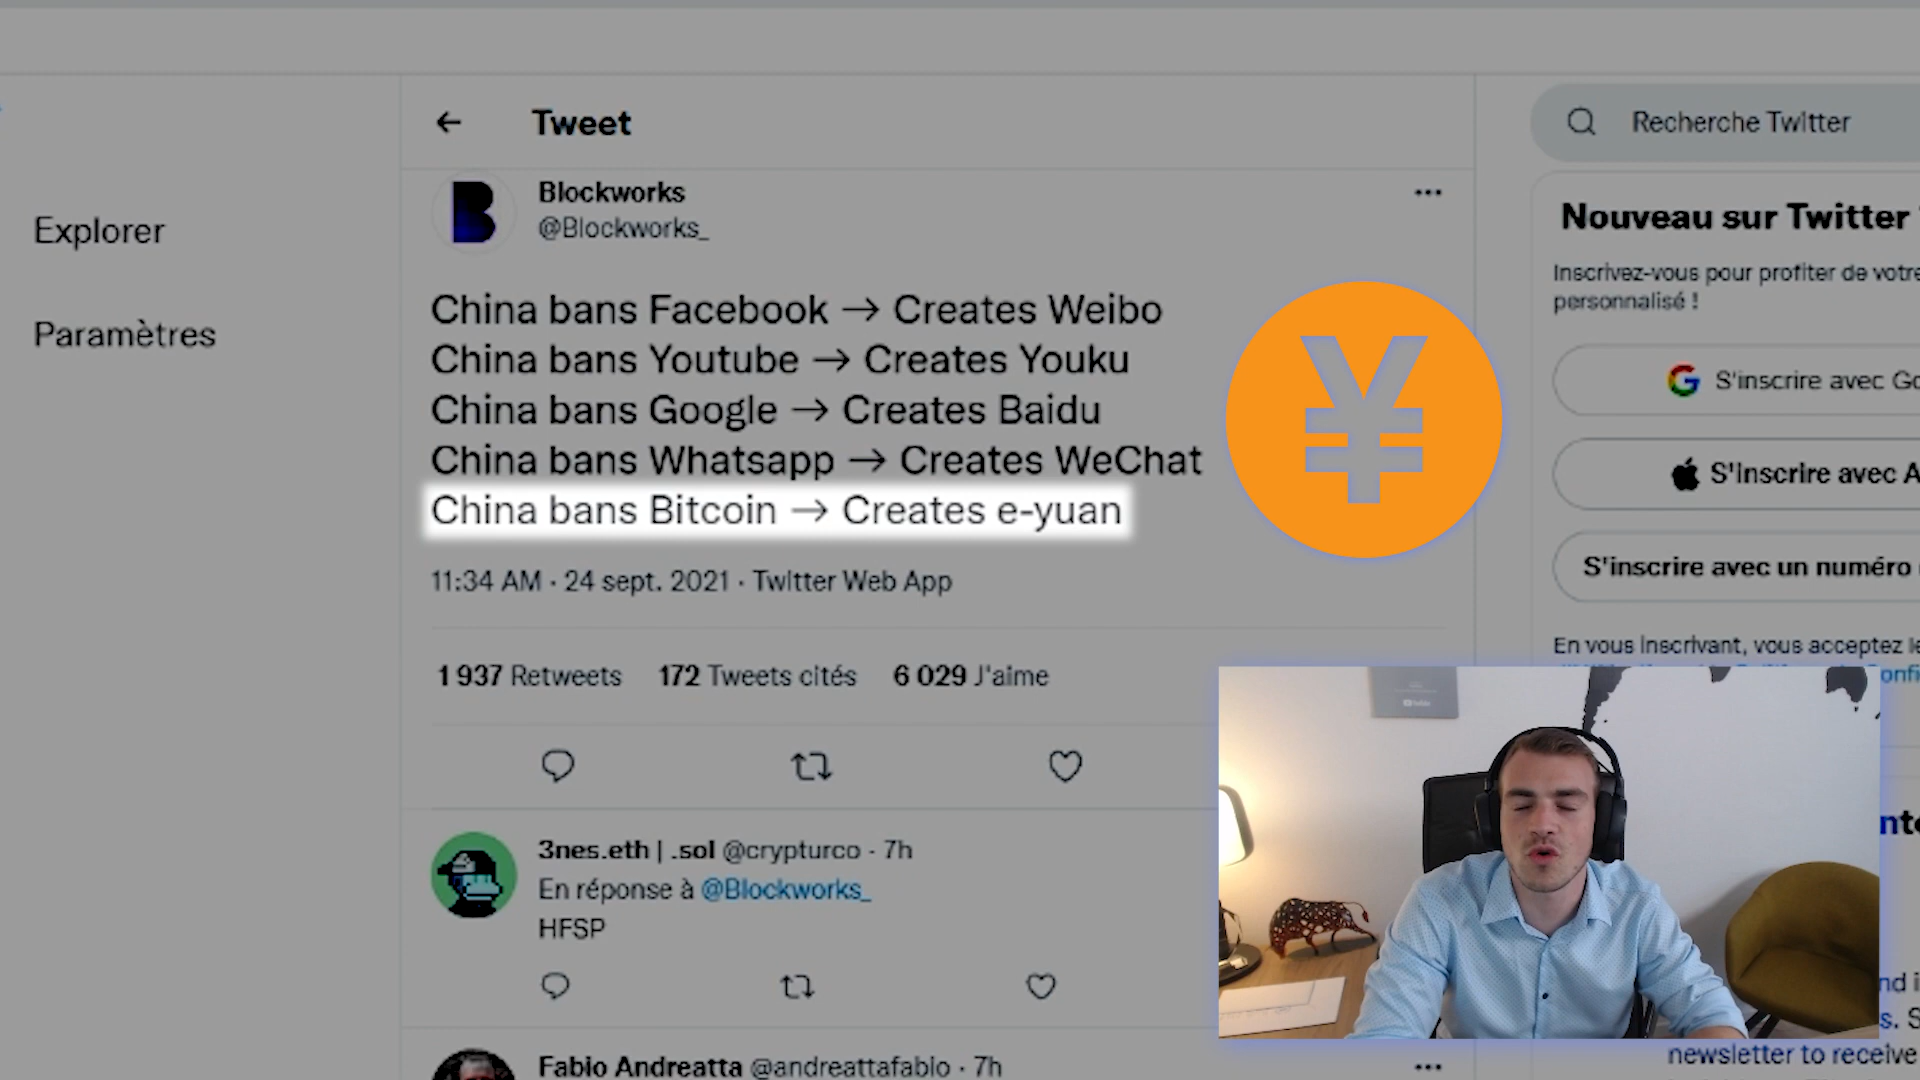 Tweet
Recherche Twitter
Explorer
Paramètres
Blockworks
@Blockworks_
China bans Facebook → Creates Weibo
China bans Youtube → Creates Youku
China bans Google → Creates Baidu
China bans Whatsapp → Creates WeChat
China bans Bitcoin → Creates e-yuan
11:34 AM · 24 sept. 2021 · Twitter Web App
1 937 Retweets 172 Tweets cités 6 029 J'aime
3nes.eth | .sol @crypturco · 7h
En réponse à @Blockworks_
HFSP
Fabio Andreatta @andreattafabio · 7h
Nouveau sur Twitter
Inscrivez-vous pour profiter de votre
personnalisé !
S'inscrire avec Go
S'inscrire avec A
S'inscrire avec un numéro
En vous inscrivant, vous acceptez le
newsletter to receive
¥